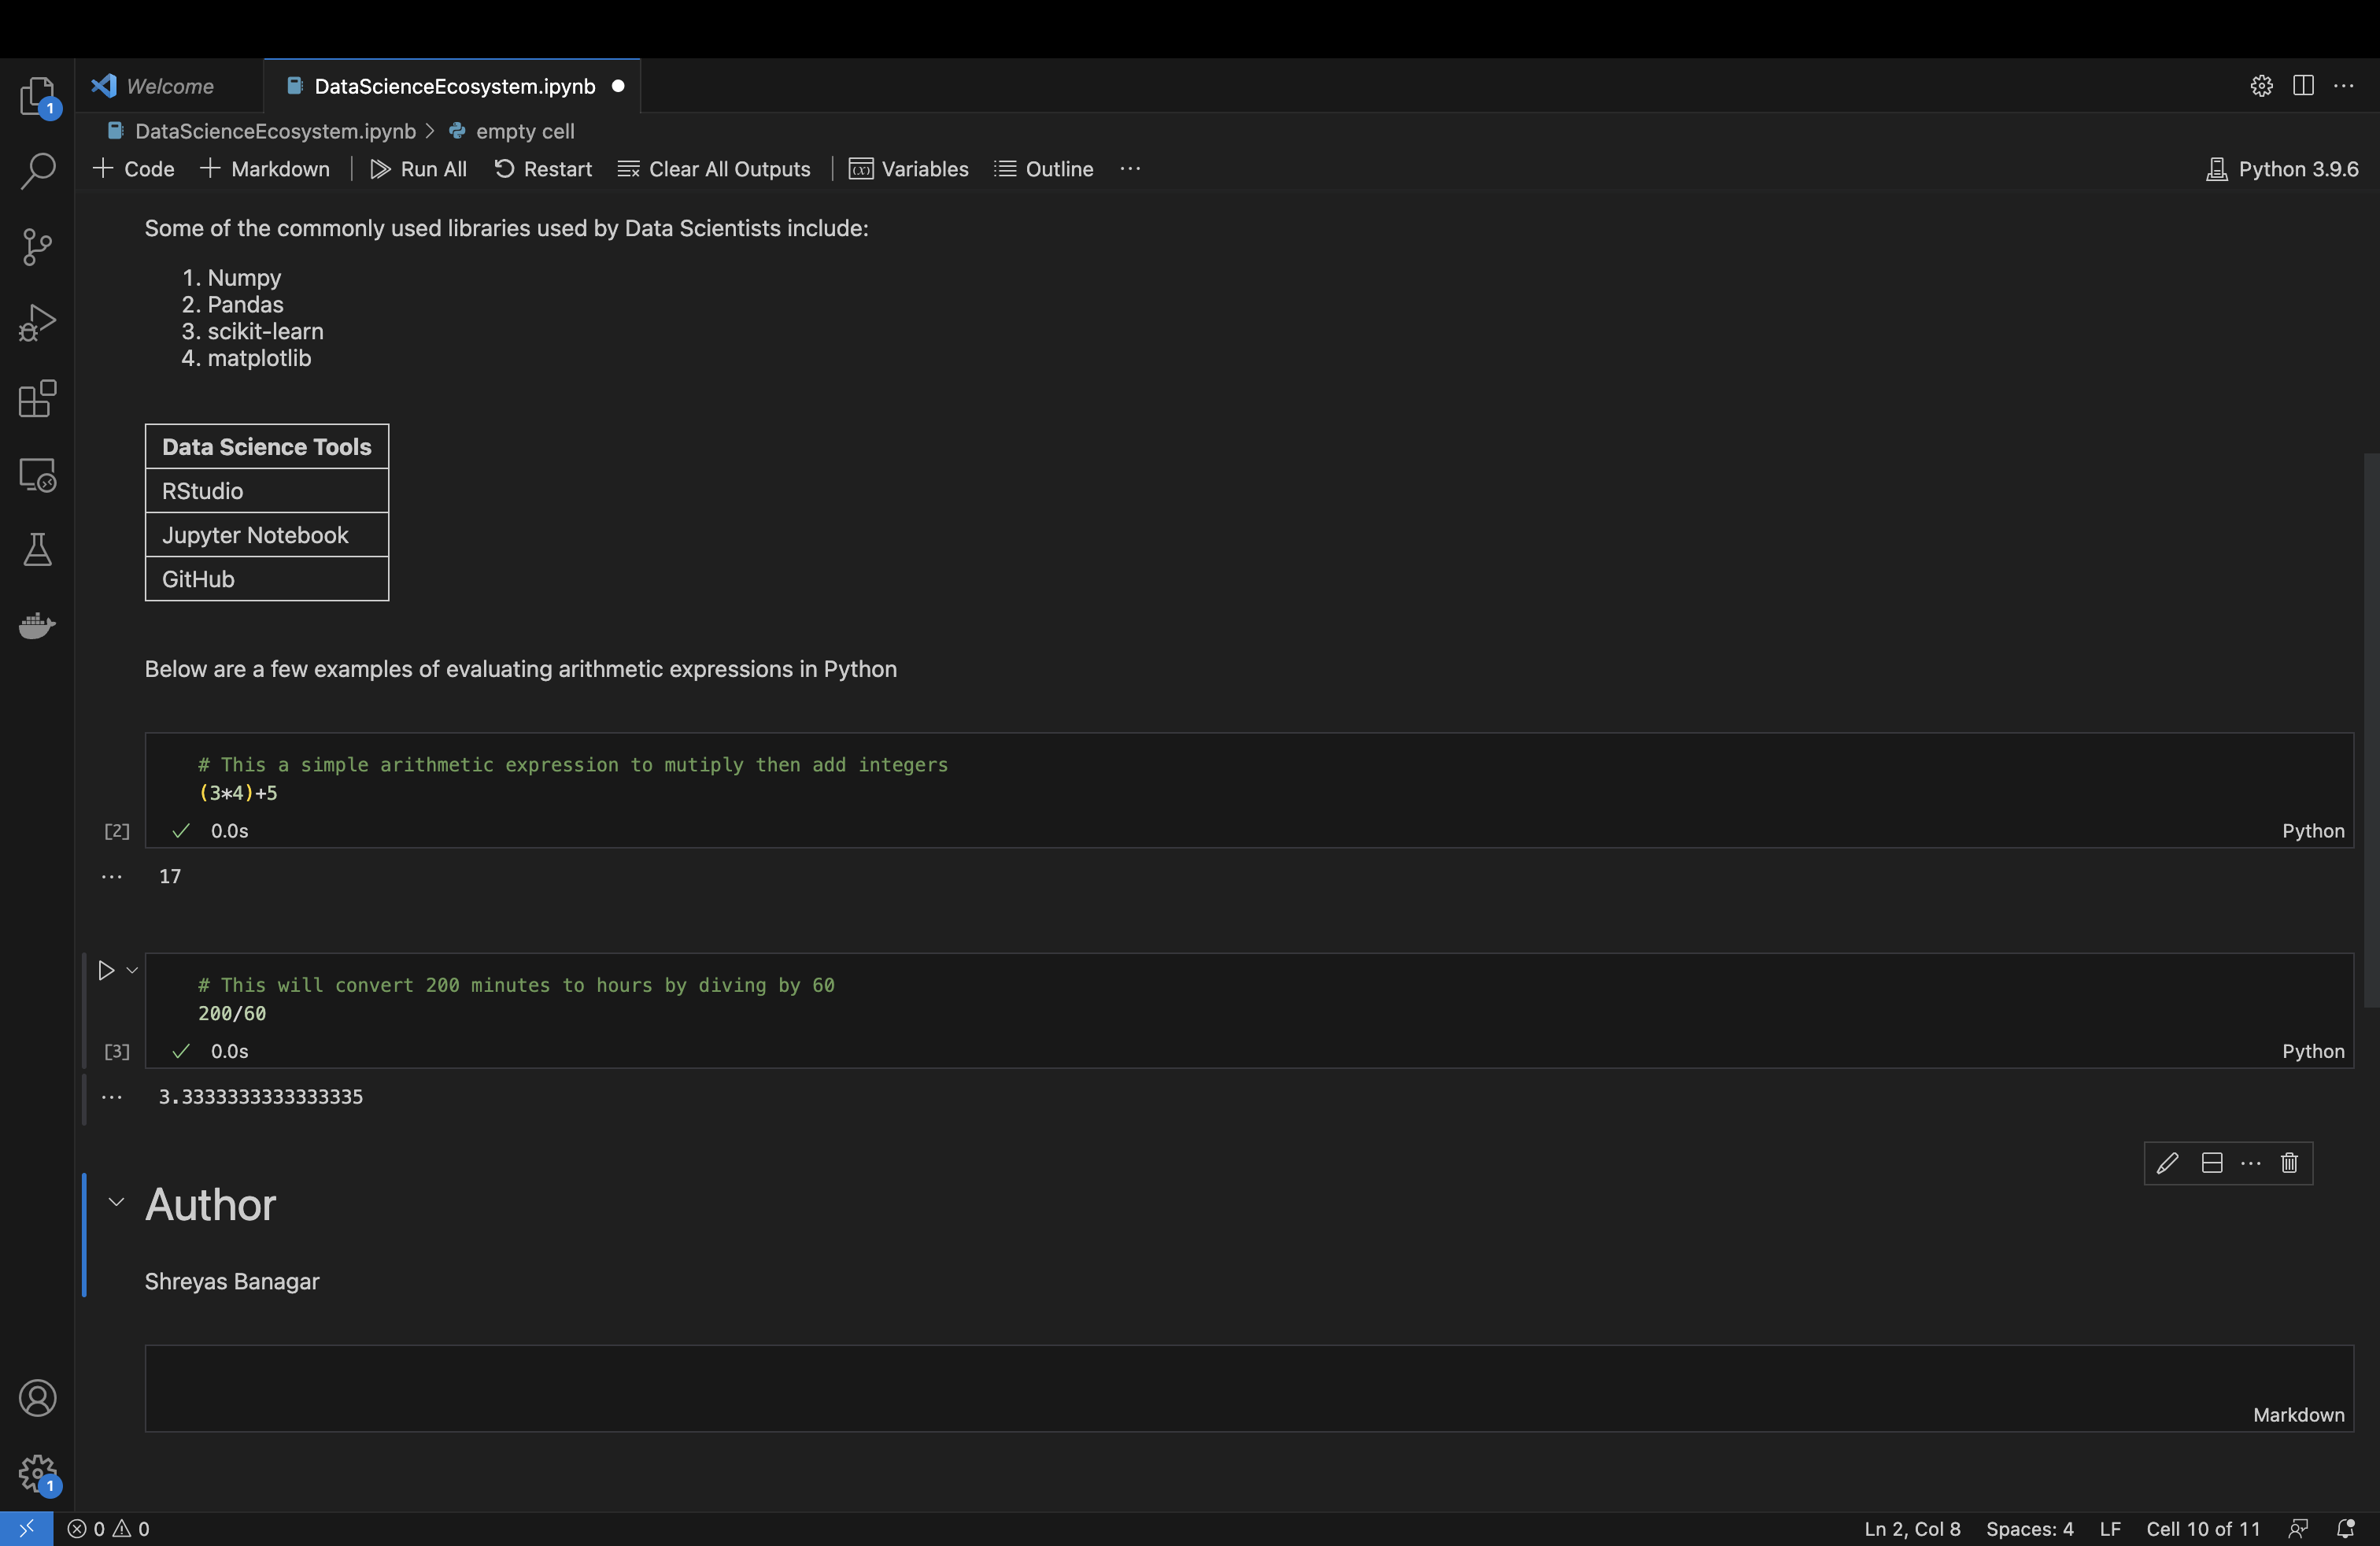 Welcome
DataScienceEcosystem.ipynb
DataScienceEcosystem.ipynb > empty cell
Code Markdown Run All Restart Clear All Outputs Variables Outline ... Python 3.9.6
Some of the commonly used libraries used by Data Scientists include:
1. Numpy
2. Pandas
3. scikit-learn
4. matplotlib
Data Science Tools
RStudio
Jupyter Notebook
GitHub
Below are a few examples of evaluating arithmetic expressions in Python
# This a simple arithmetic expression to mutiply then add integers
(3*4)+5
[2] 0.0s Python
... 17
# This will convert 200 minutes to hours by diving by 60
200/60
[3] 0.0s Python
... 3.3333333333333335
Author
Shreyas Banagar
Markdown
1
1
0 0 Ln 2, Col 8 Spaces: 4 LF Cell 10 of 11